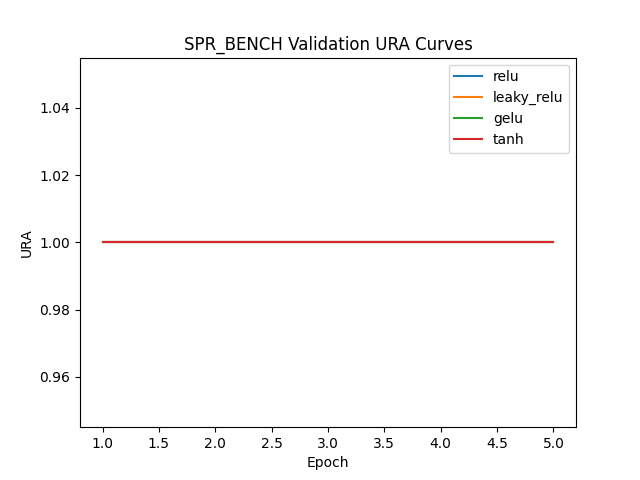 SPR_BENCH Validation URA Curves
relu
leaky_relu
gelu
tanh
URA
1.04
1.02
1.00
0.98
0.96
1.0 1.5 2.0 2.5 3.0 3.5 4.0 4.5 5.0
Epoch